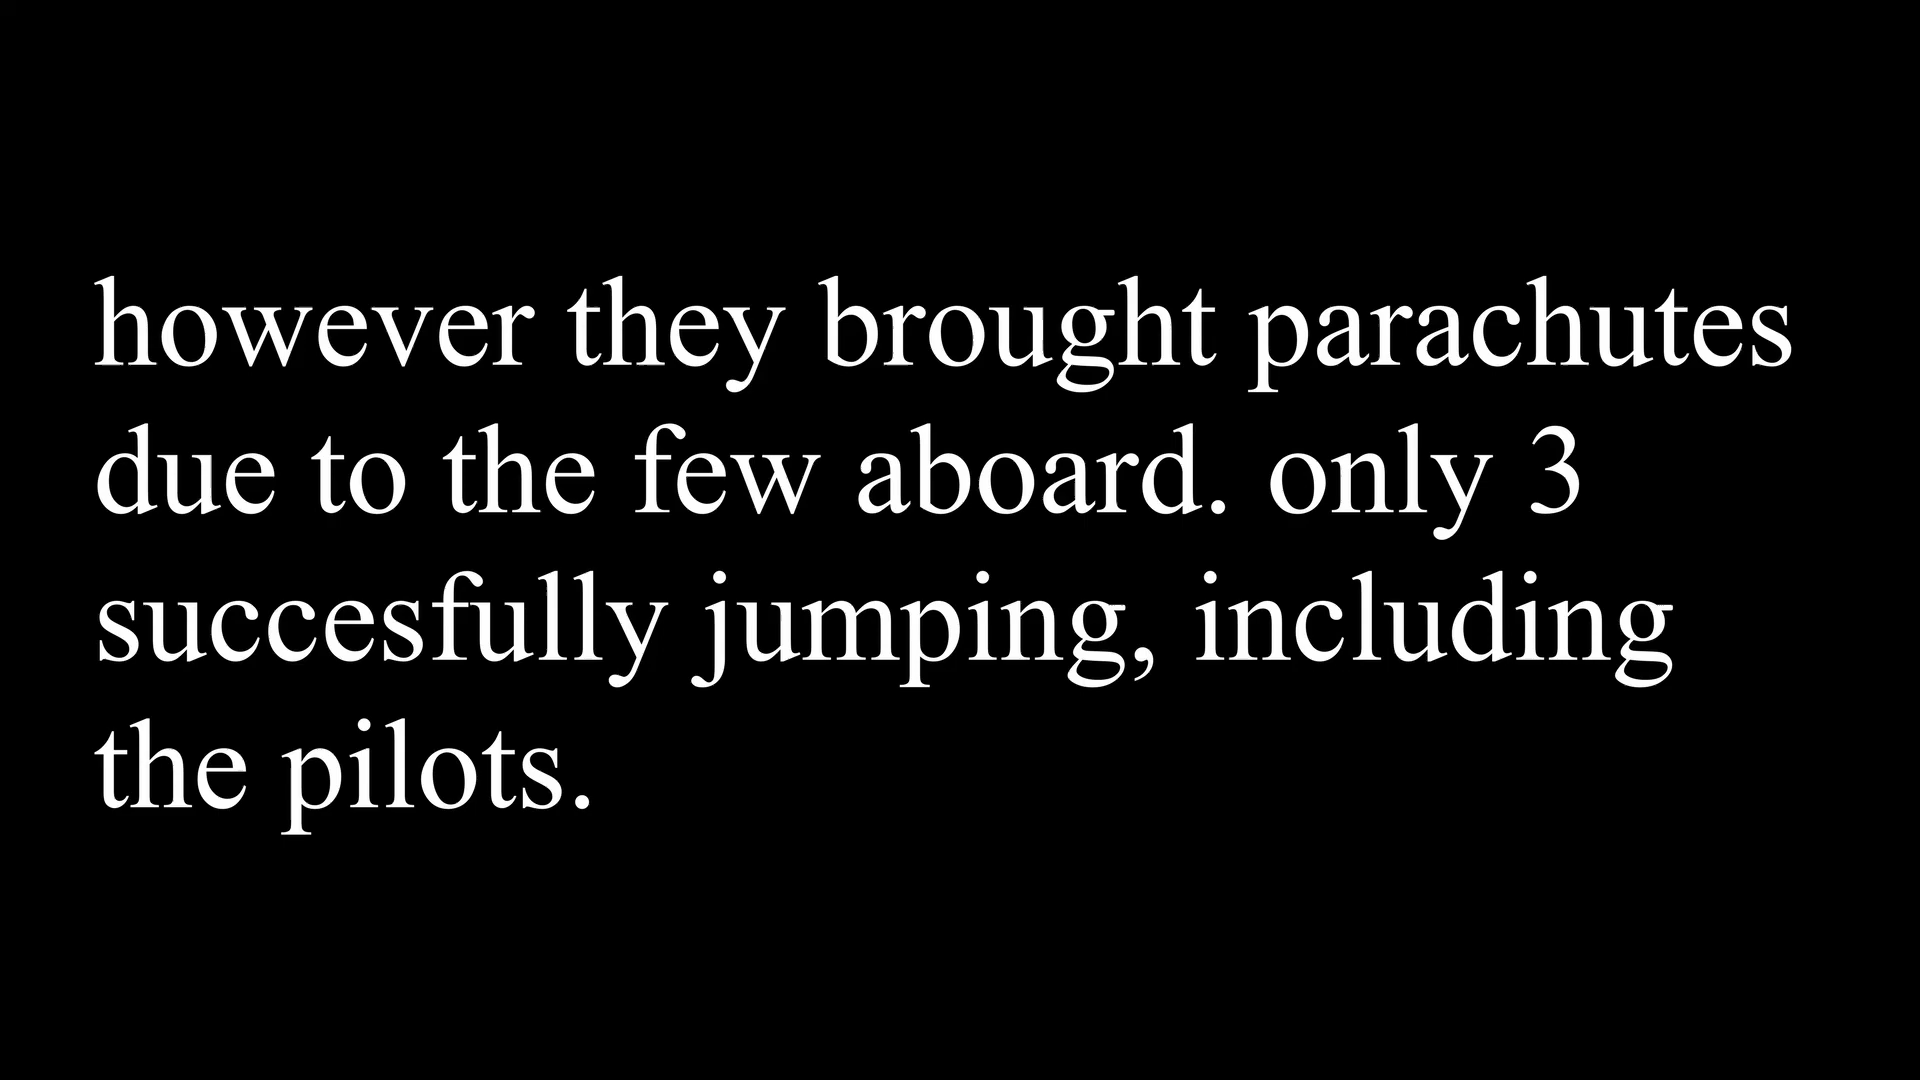 however they brought parachutes
due to the few aboard. only 3
succesfully jumping, including
the pilots.